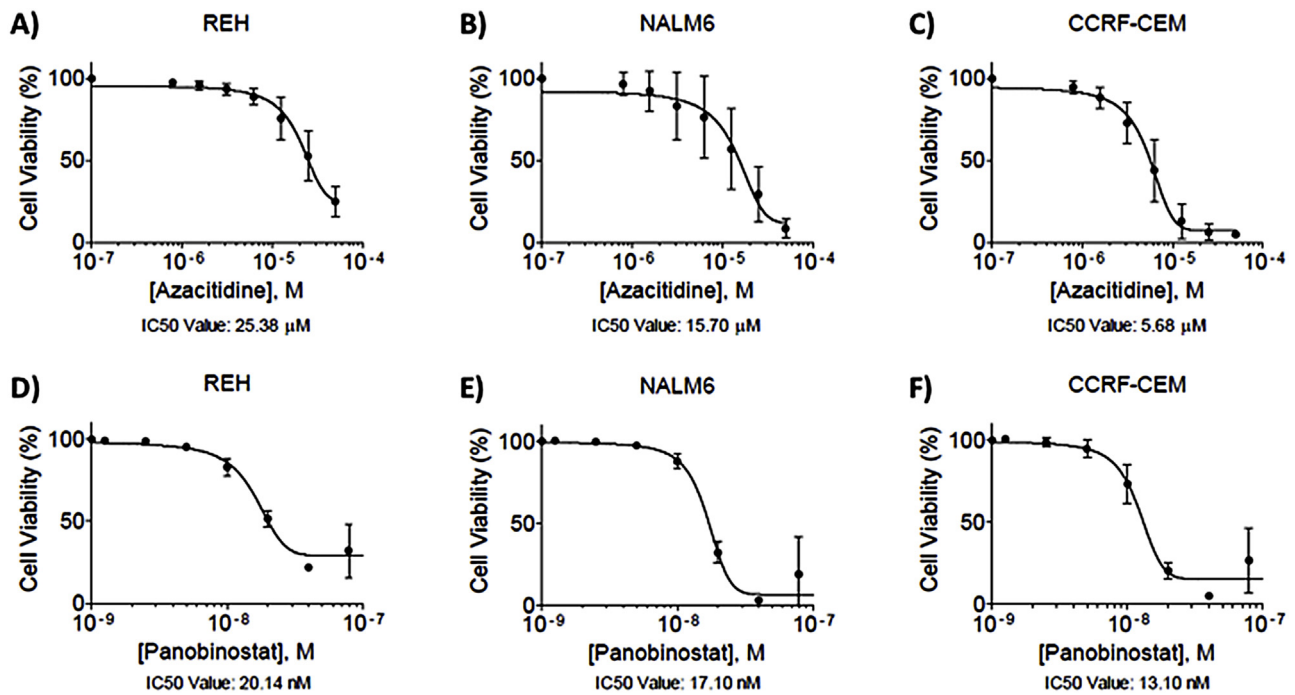 A) REH
B) NALM6
C) CCRF-CEM
Cell Viability (%)
100
50
0
10-7 10-6 10-5 10-4
[Azacitidine], M
IC50 Value: 25.38 μM
Cell Viability (%)
100
50
0
10-7 10-6 10-5 10-4
[Azacitidine], M
IC50 Value: 15.70 μM
Cell Viability (%)
100
50
0
10-7 10-6 10-5 10-4
[Azacitidine], M
IC50 Value: 5.68 μM
D) REH
E) NALM6
F) CCRF-CEM
Cell Viability (%)
100
50
0
10-9 10-8 10-7
[Panobinostat], M
IC50 Value: 20.14 nM
Cell Viability (%)
100
50
0
10-9 10-8 10-7
[Panobinostat], M
IC50 Value: 17.10 nM
Cell Viability (%)
100
50
0
10-9 10-8 10-7
[Panobinostat], M
IC50 Value: 13.10 nM